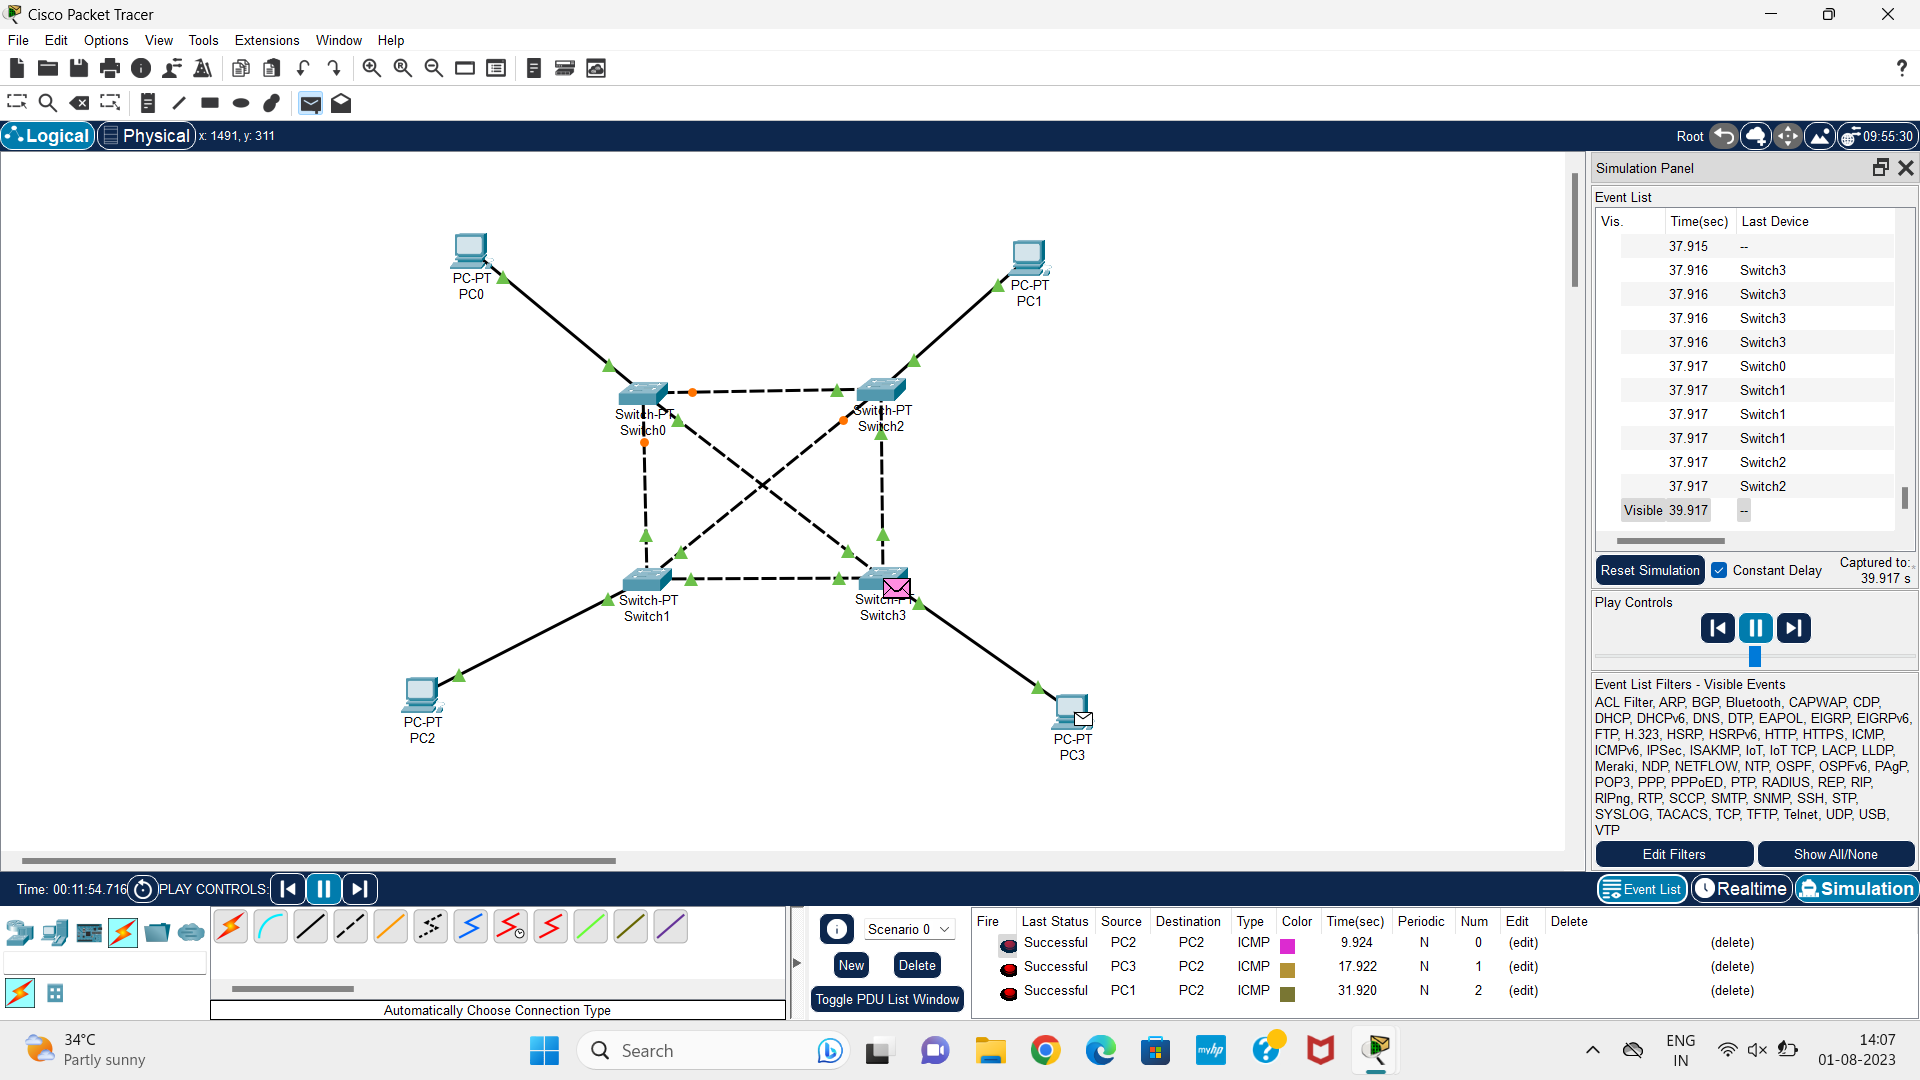 Cisco Packet Tracer
File Edit Options View Tools Extensions Window Help
?
Logical Physical x: 1491, y: 311 Root 09:55:30
Simulation Panel
Event List
Vis. Time(sec) Last Device
37.915 --
37.916 Switch3
37.916 Switch3
37.916 Switch3
37.916 Switch3
37.917 Switch0
37.917 Switch1
37.917 Switch1
37.917 Switch1
37.917 Switch2
37.917 Switch2
Visible 39.917 --
Reset Simulation Constant Delay Captured to:
39.917 s
Play Controls
Event List Filters - Visible Events
ACL Filter, ARP, BGP, Bluetooth, CAPWAP, CDP,
DHCP, DHCPv6, DNS, DTP, EAPOL, EIGRP, EIGRPv6,
FTP, H.323, HSRP, HSRPv6, HTTP, HTTPS, ICMP,
ICMPv6, IPSec, ISAKMP, IoT, IoT TCP, LACP, LLDP,
Meraki, NDP, NETFLOW, NTP, OSPF, OSPFv6, PAgP,
POP3, PPP, PPPoED, PTP, RADIUS, REP, RIP,
RIPng, RTP, SCCP, SMTP, SNMP, SSH, STP,
SYSLOG, TACACS, TCP, TFTP, Telnet, UDP, USB,
VTP
Edit Filters Show All/None
PC-PT
PC0
PC-PT
PC1
Switch-PT
Switch0
Switch-PT
Switch2
Switch-PT
Switch1
Switch-PT
Switch3
PC-PT
PC2
PC-PT
PC3
Time: 00:11:54.716 PLAY CONTROLS: Event List Realtime Simulation
Automatically Choose Connection Type
Scenario 0
New Delete
Toggle PDU List Window
Fire Last Status Source Destination Type Color Time(sec) Periodic Num Edit Delete
Successful PC2 PC2 ICMP 9.924 N 0 (edit) (delete)
Successful PC3 PC2 ICMP 17.922 N 1 (edit) (delete)
Successful PC1 PC2 ICMP 31.920 N 2 (edit) (delete)
34°C
Partly sunny
Search
myhp
ENG
IN
14:07
01-08-2023